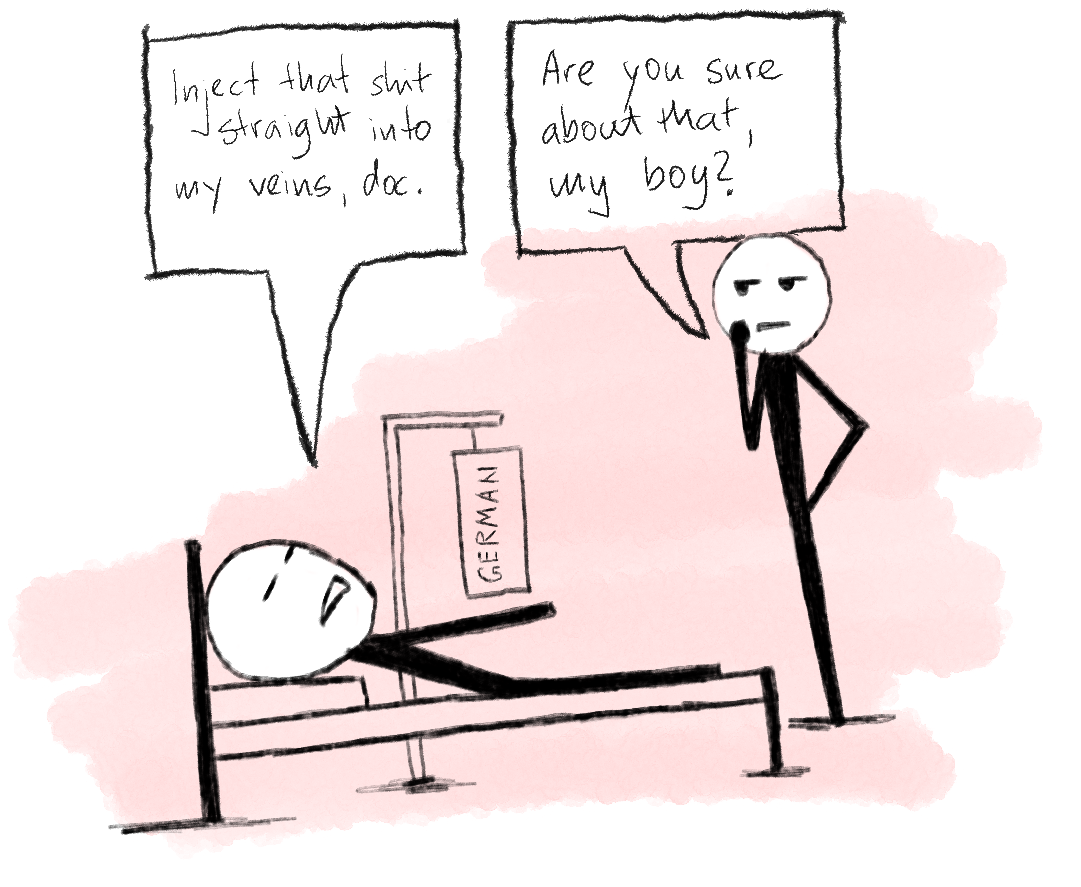 Inject that shit
straight into
my veins, doc.
Are you sure
about that,
my boy?
GERMAN